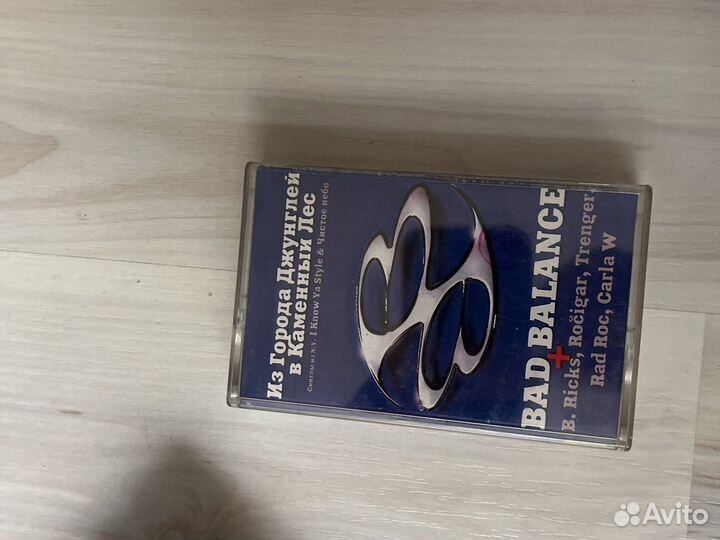 Из Города Джунглей
в Каменный Лес
Синглы из N.Y. I Know Ya Style & Чистое небо
BAD BALANCE
+
B. Ricks, Ročigar, Trenger
Rad Roc, Carla W
Avito